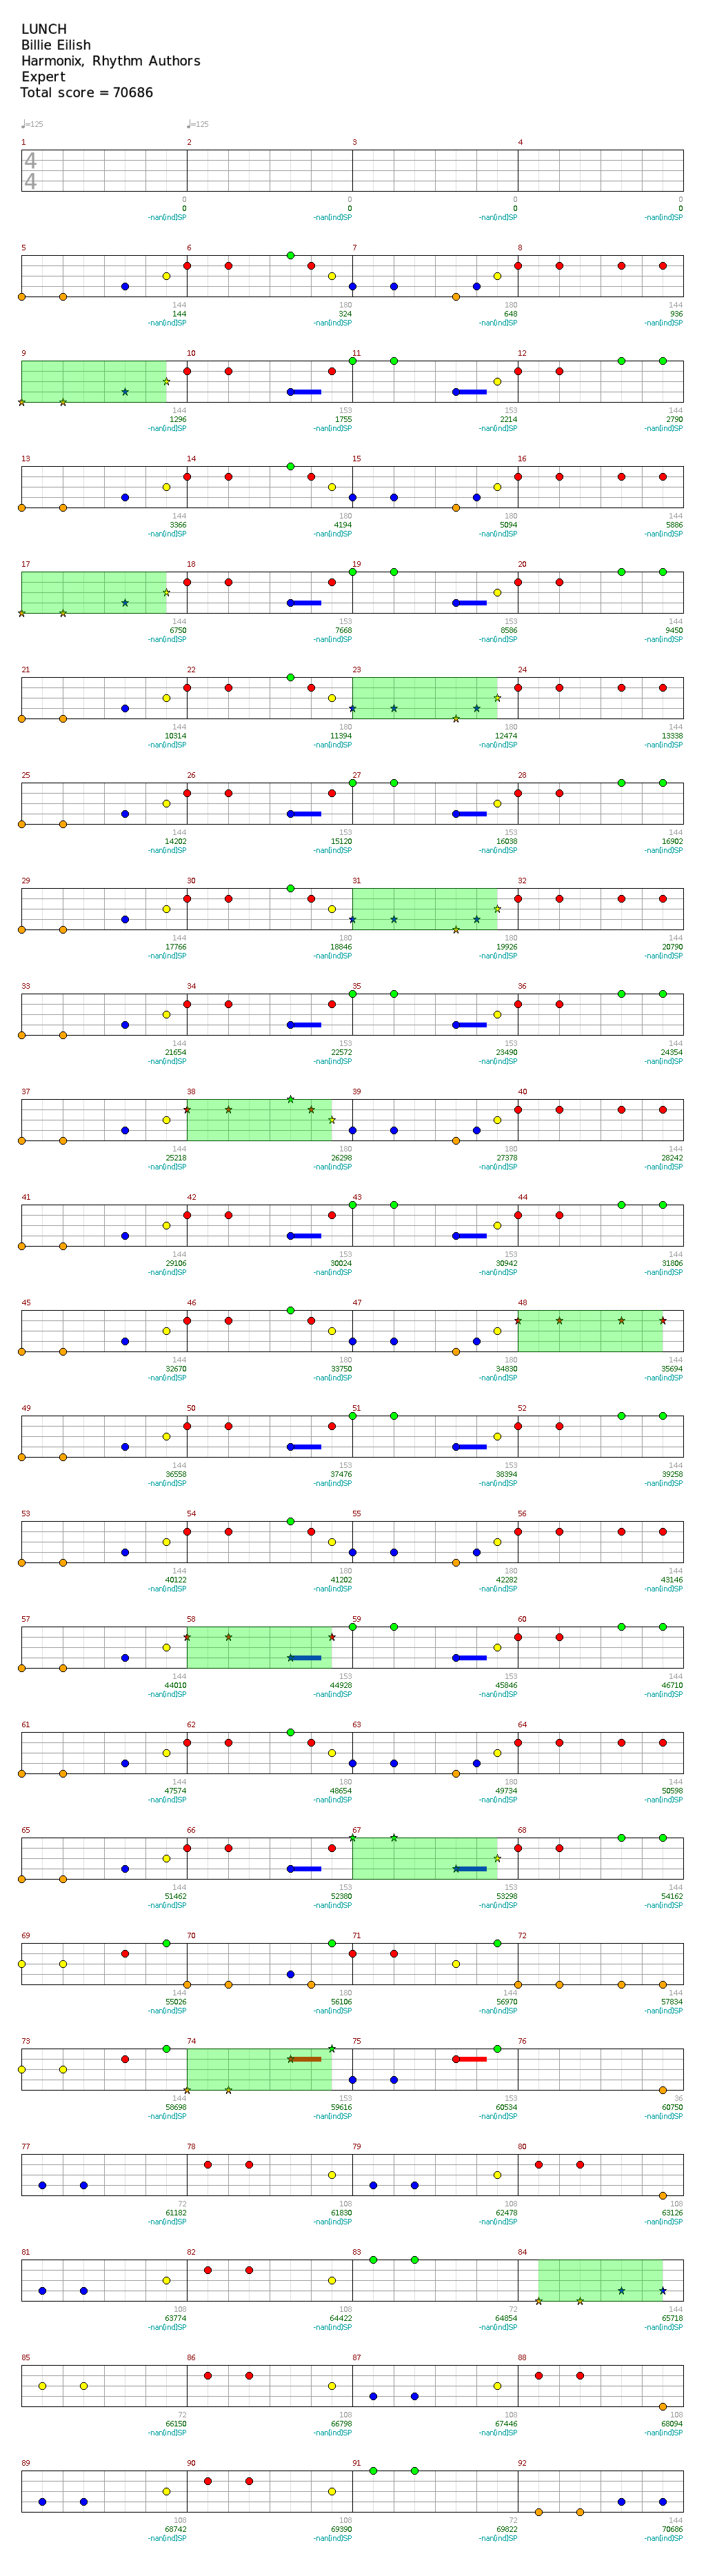 LUNCH
Billie Eilish
Harmonix, Rhythm Authors
Expert
Total score = 70686
♩=125 ♩=125
1 2 3 4
4
4
0 0 0 0
0 0 0 0
-nan(ind)SP -nan(ind)SP -nan(ind)SP -nan(ind)SP
5 6 7 8
144 180 180 144
144 324 648 936
-nan(ind)SP -nan(ind)SP -nan(ind)SP -nan(ind)SP
9 10 11 12
144 153 153 144
1296 1755 2214 2790
-nan(ind)SP -nan(ind)SP -nan(ind)SP -nan(ind)SP
13 14 15 16
144 180 180 144
3366 4194 5094 5886
-nan(ind)SP -nan(ind)SP -nan(ind)SP -nan(ind)SP
17 18 19 20
144 153 153 144
6750 7668 8586 9450
-nan(ind)SP -nan(ind)SP -nan(ind)SP -nan(ind)SP
21 22 23 24
144 180 180 144
10314 11394 12474 13338
-nan(ind)SP -nan(ind)SP -nan(ind)SP -nan(ind)SP
25 26 27 28
144 153 153 144
14202 15120 16038 16902
-nan(ind)SP -nan(ind)SP -nan(ind)SP -nan(ind)SP
29 30 31 32
144 180 180 144
17766 18846 19926 20790
-nan(ind)SP -nan(ind)SP -nan(ind)SP -nan(ind)SP
33 34 35 36
144 153 153 144
21654 22572 23490 24354
-nan(ind)SP -nan(ind)SP -nan(ind)SP -nan(ind)SP
37 38 39 40
144 180 180 144
25218 26298 27378 28242
-nan(ind)SP -nan(ind)SP -nan(ind)SP -nan(ind)SP
41 42 43 44
144 153 153 144
29106 30024 30942 31806
-nan(ind)SP -nan(ind)SP -nan(ind)SP -nan(ind)SP
45 46 47 48
144 180 180 144
32670 33750 34830 35694
-nan(ind)SP -nan(ind)SP -nan(ind)SP -nan(ind)SP
49 50 51 52
144 153 153 144
36558 37476 38394 39258
-nan(ind)SP -nan(ind)SP -nan(ind)SP -nan(ind)SP
53 54 55 56
144 180 180 144
40122 41202 42282 43146
-nan(ind)SP -nan(ind)SP -nan(ind)SP -nan(ind)SP
57 58 59 60
144 153 153 144
44010 44928 45846 46710
-nan(ind)SP -nan(ind)SP -nan(ind)SP -nan(ind)SP
61 62 63 64
144 180 180 144
47574 48654 49734 50598
-nan(ind)SP -nan(ind)SP -nan(ind)SP -nan(ind)SP
65 66 67 68
144 153 153 144
51462 52380 53298 54162
-nan(ind)SP -nan(ind)SP -nan(ind)SP -nan(ind)SP
69 70 71 72
144 180 144 144
55026 56106 56970 57834
-nan(ind)SP -nan(ind)SP -nan(ind)SP -nan(ind)SP
73 74 75 76
144 153 153 36
58698 59616 60534 60750
-nan(ind)SP -nan(ind)SP -nan(ind)SP -nan(ind)SP
77 78 79 80
72 108 108 108
61182 61830 62478 63126
-nan(ind)SP -nan(ind)SP -nan(ind)SP -nan(ind)SP
81 82 83 84
108 108 72 144
63774 64422 64854 65718
-nan(ind)SP -nan(ind)SP -nan(ind)SP -nan(ind)SP
85 86 87 88
72 108 108 108
66150 66798 67446 68094
-nan(ind)SP -nan(ind)SP -nan(ind)SP -nan(ind)SP
89 90 91 92
108 108 72 144
68742 69390 69822 70686
-nan(ind)SP -nan(ind)SP -nan(ind)SP -nan(ind)SP